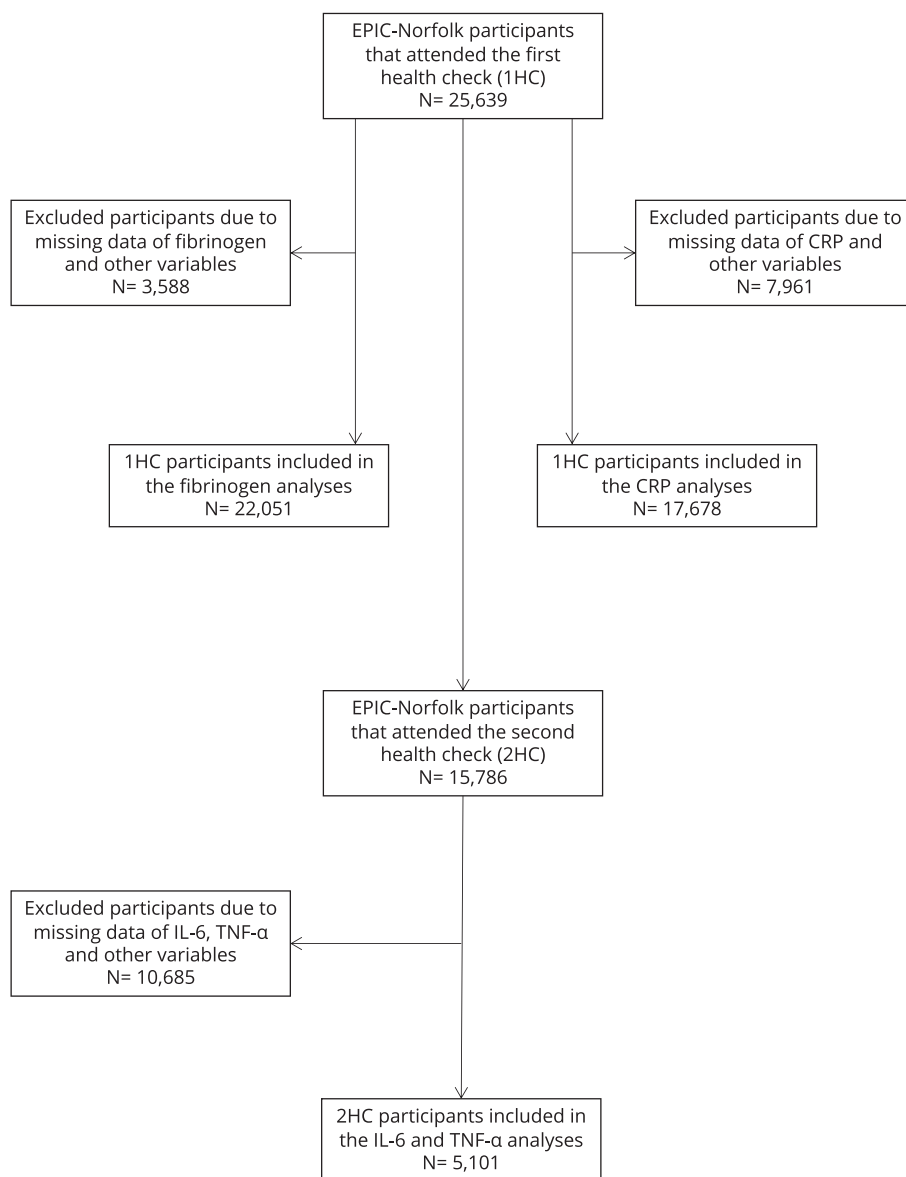 EPIC-Norfolk participants
that attended the first
health check (1HC)
N= 25,639
Excluded participants due to
missing data of fibrinogen
and other variables
N= 3,588
Excluded participants due to
missing data of CRP and
other variables
N= 7,961
1HC participants included in
the fibrinogen analyses
N= 22,051
1HC participants included in
the CRP analyses
N= 17,678
EPIC-Norfolk participants
that attended the second
health check (2HC)
N= 15,786
Excluded participants due to
missing data of IL-6, TNF-α
and other variables
N= 10,685
2HC participants included in
the IL-6 and TNF-α analyses
N= 5,101